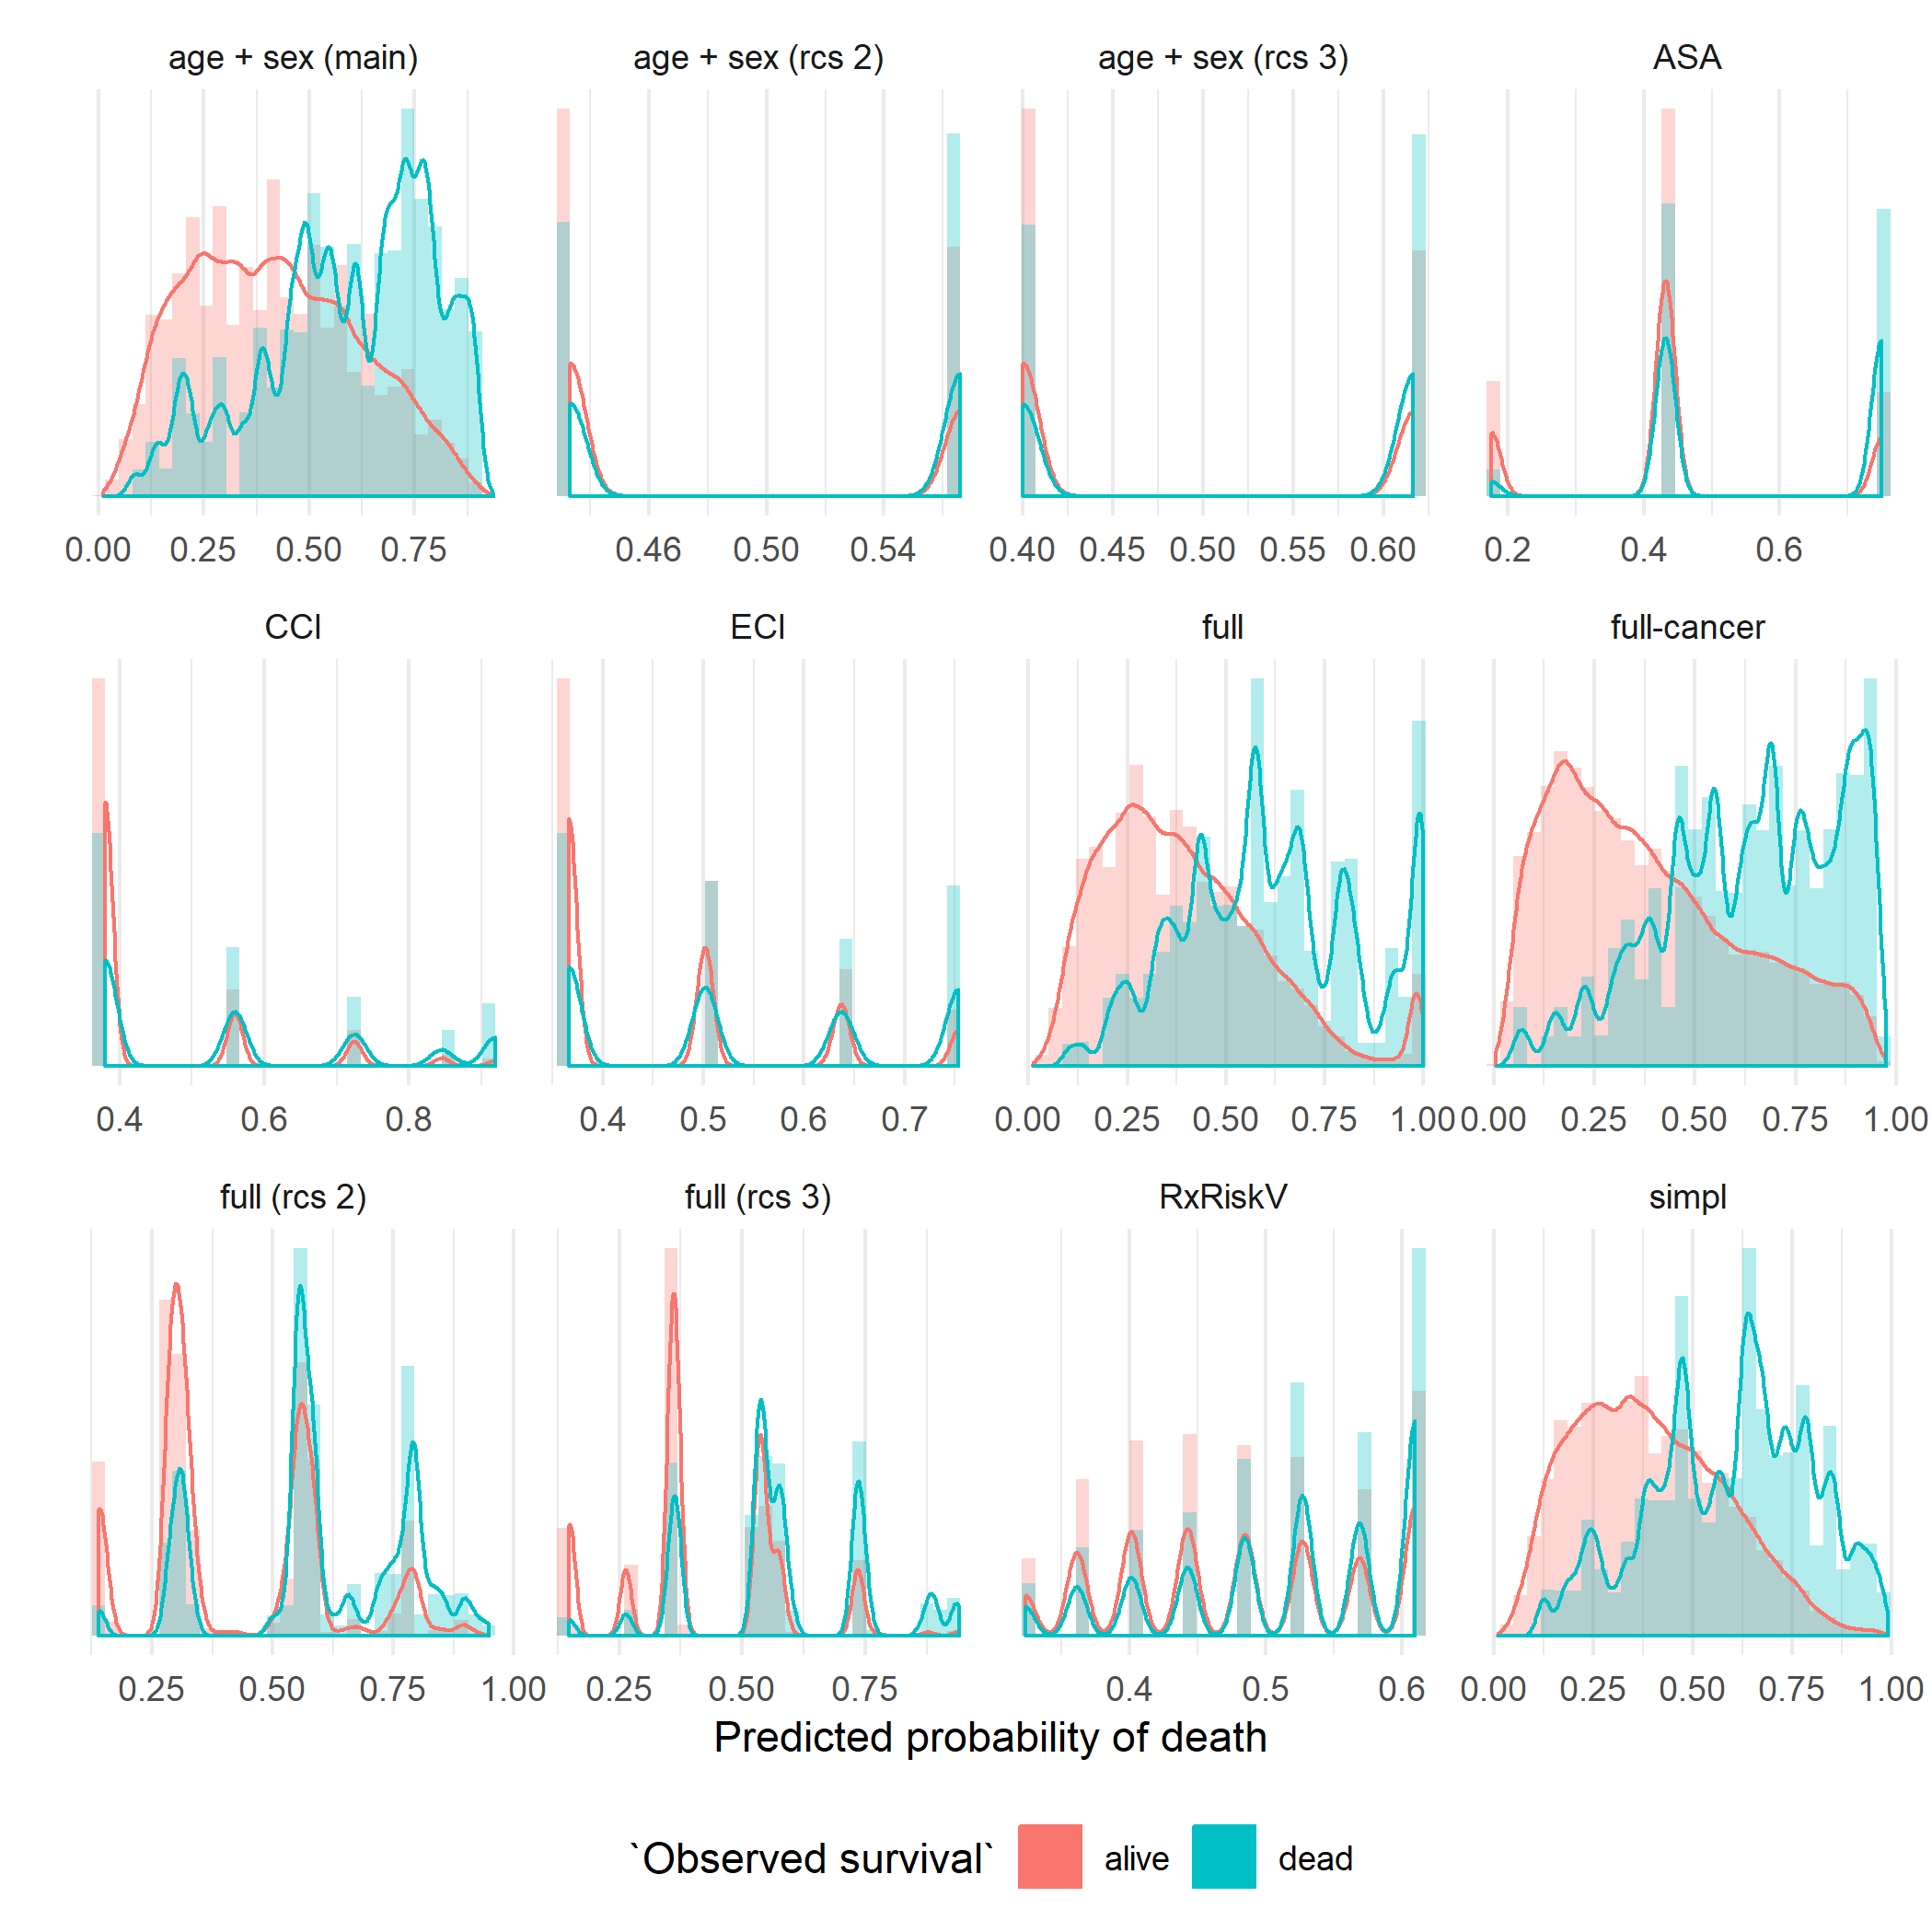 age + sex (main) age + sex (rcs 2) age + sex (rcs 3) ASA
0.00 0.25 0.50 0.75 0.46 0.50 0.54 0.40 0.45 0.50 0.55 0.60 0.2 0.4 0.6
CCI ECI full full-cancer
0.4 0.6 0.8 0.4 0.5 0.6 0.7 0.00 0.25 0.50 0.75 1.00 0.00 0.25 0.50 0.75 1.00
full (rcs 2) full (rcs 3) RxRiskV simpl
0.25 0.50 0.75 1.00 0.25 0.50 0.75 0.4 0.5 0.6 0.00 0.25 0.50 0.75 1.00
Predicted probability of death
`Observed survival` alive dead